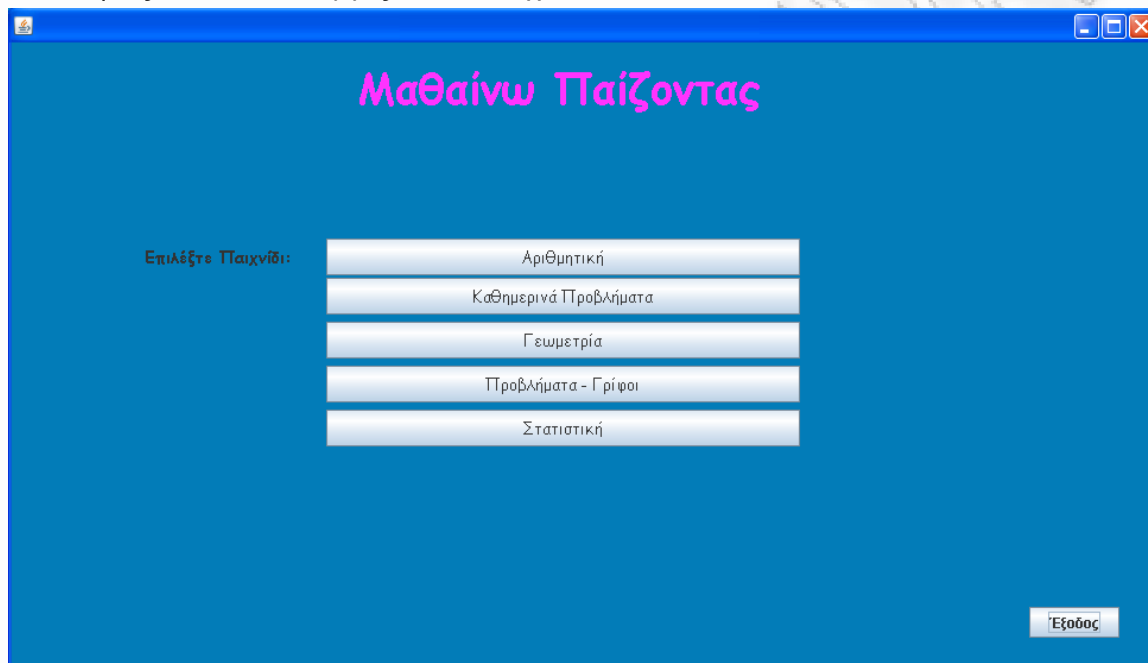 Μαθαίνω Παίζοντας
Επιλέξτε Παιχνίδι:
Αριθμητική
Καθημερινά Προβλήματα
Γεωμετρία
Προβλήματα - Γρίφοι
Στατιστική
Έξοδος